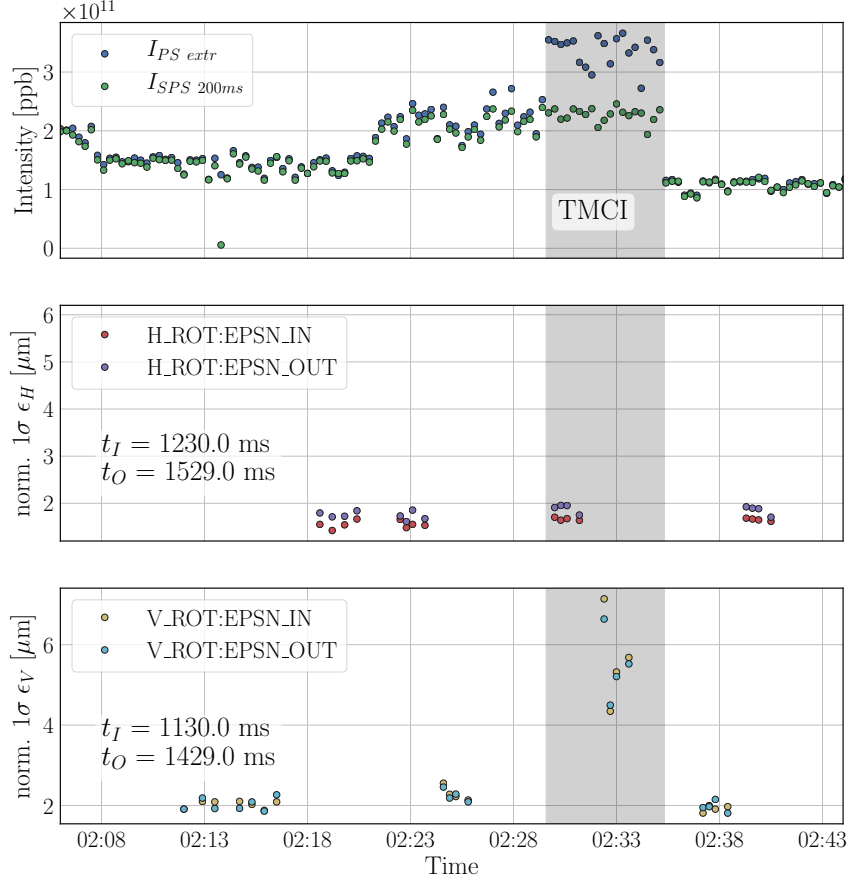 ×10¹¹
I_PS extr
I_SPS 200ms
3
2
1
0
Intensity [ppb]
TMCI
6
5
4
3
2
norm. 1σ ϵ_H [µm]
H_ROT:EPSN_IN
H_ROT:EPSN_OUT
t_I = 1230.0 ms
t_O = 1529.0 ms
6
4
2
norm. 1σ ϵ_V [µm]
V_ROT:EPSN_IN
V_ROT:EPSN_OUT
t_I = 1130.0 ms
t_O = 1429.0 ms
02:08 02:13 02:18 02:23 02:28 02:33 02:38 02:43
Time